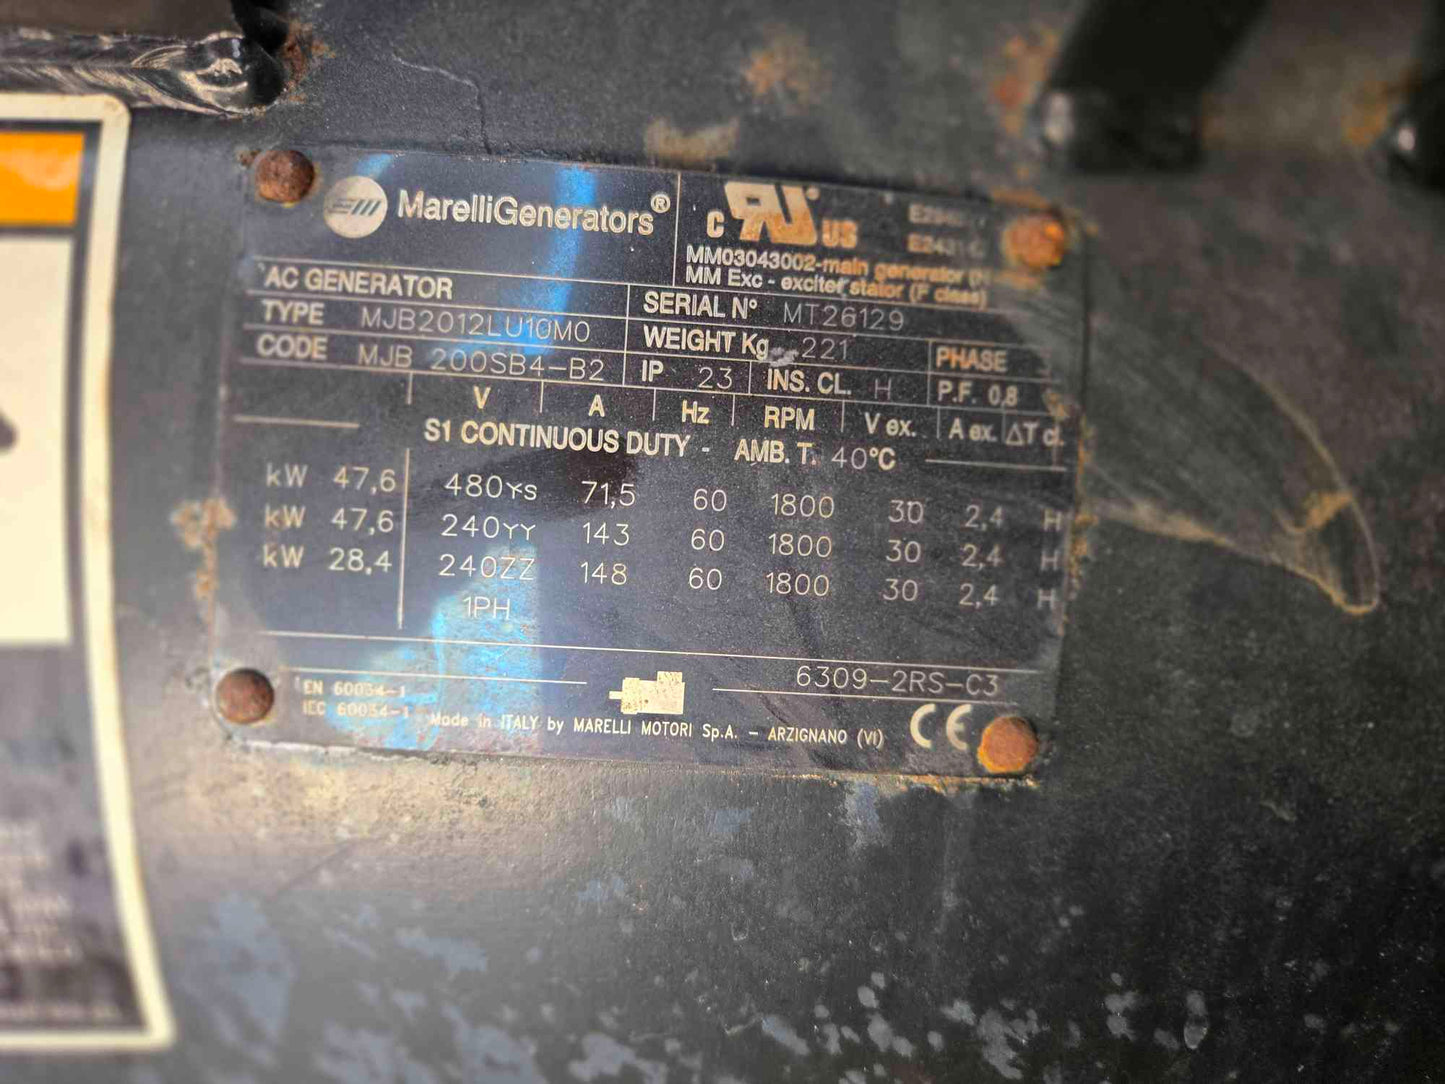 MarelliGenerators®
c RU US
MM03043002-main generator
MM Exc - exciter stator (F class)
AC GENERATOR
SERIAL N° MT26129
TYPE MJB2012LU10M0
WEIGHT Kg 221
PHASE
CODE MJB 200SB4-B2
IP 23
INS. CL. H
P.F. 0,8
V A Hz RPM V ex. A ex. ΔT cl.
S1 CONTINUOUS DUTY - AMB. T. 40°C
kW 47,6 480YS 71,5 60 1800 30 2,4 H
kW 47,6 240YY 143 60 1800 30 2,4 H
kW 28,4 240ZZ 148 60 1800 30 2,4 H
1PH
6309-2RS-C3
EN 60034-1
IEC 60034-1
Made in ITALY by MARELLI MOTORI S.p.A. - ARZIGNANO (VI)
CE